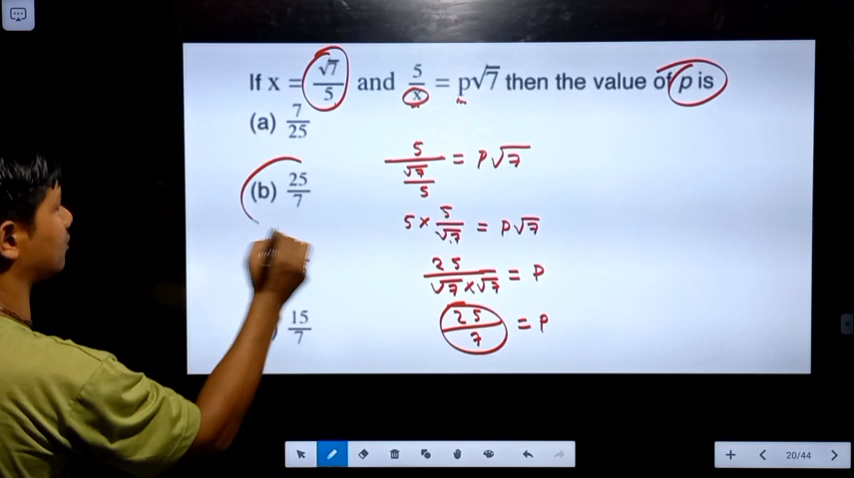 If x = √7/5 and 5/x = p√7 then the value of p is
(a) 7/25
(b) 25/7
15/7
5/(√7/5) = P√7
5 × 5/√7 = P√7
25/(√7×√7) = P
25/7 = P
20/44